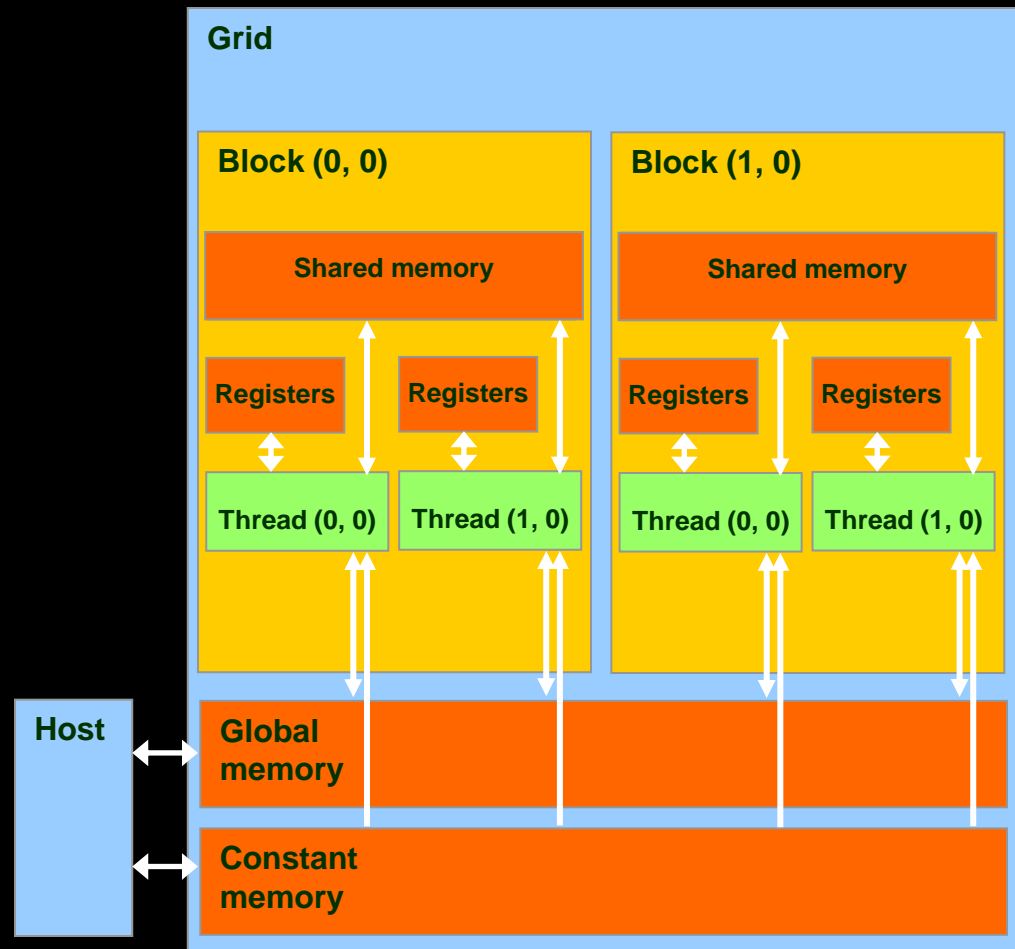 Grid
Block (0, 0)
Block (1, 0)
Shared memory
Shared memory
Registers
Registers
Registers
Registers
Thread (0, 0)
Thread (1, 0)
Thread (0, 0)
Thread (1, 0)
Host
Global
memory
Constant
memory